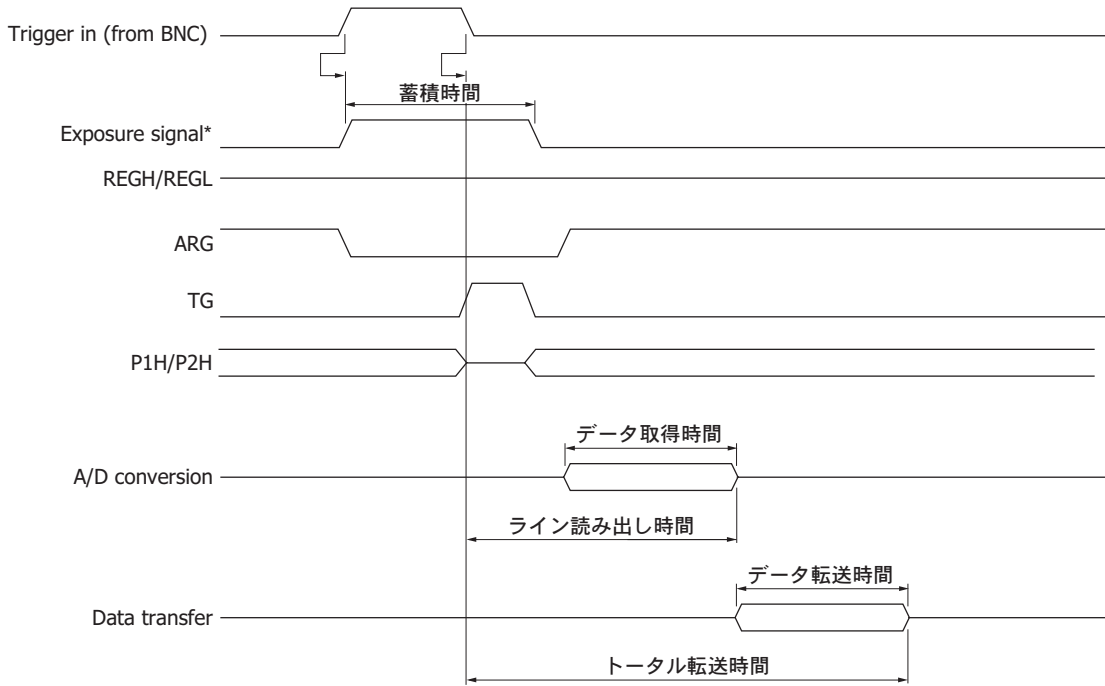 Trigger in (from BNC)
蓄積時間
Exposure signal*
REGH/REGL
ARG
TG
P1H/P2H
データ取得時間
A/D conversion
ライン読み出し時間
データ転送時間
Data transfer
トータル転送時間